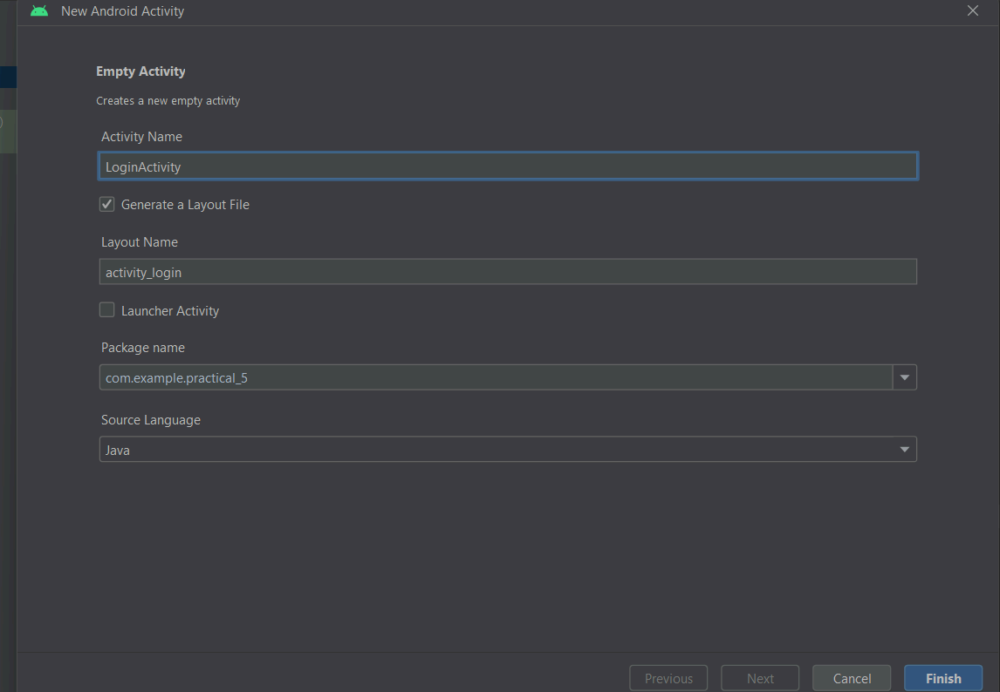 New Android Activity
Empty Activity
Creates a new empty activity
Activity Name
LoginActivity
Generate a Layout File
Layout Name
activity_login
Launcher Activity
Package name
com.example.practical_5
Source Language
Java
Previous Next Cancel Finish